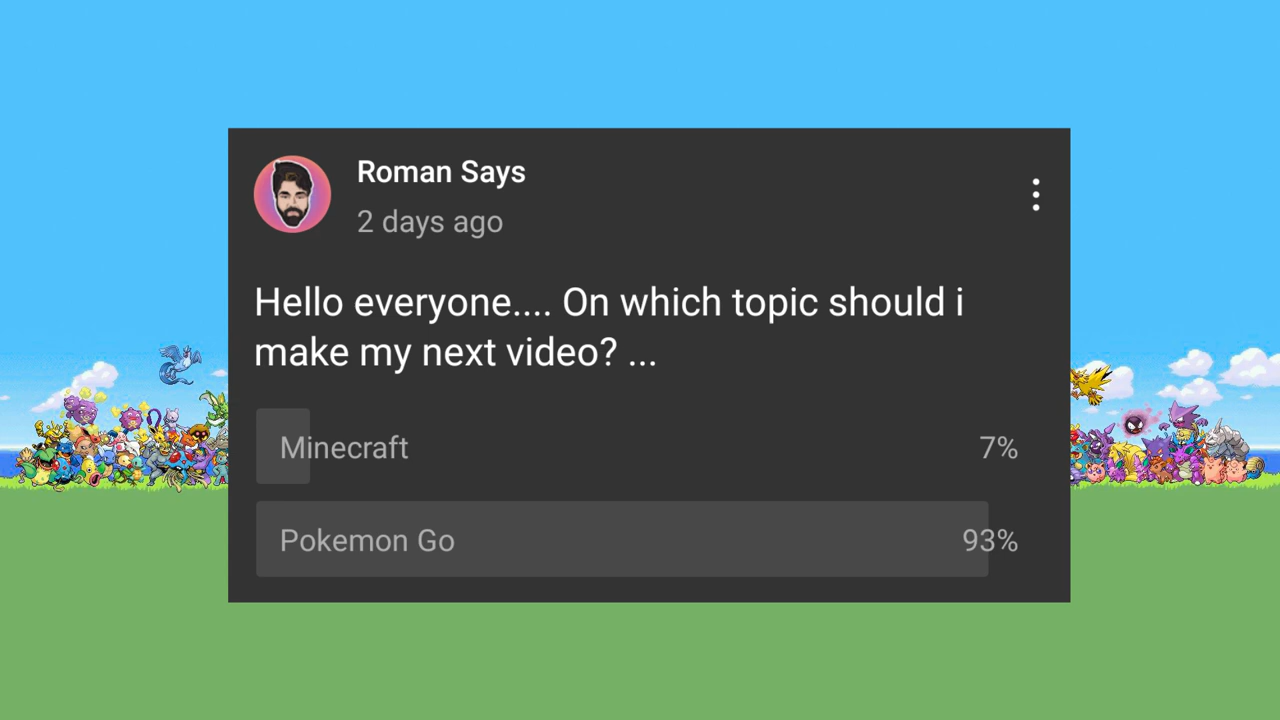 Roman Says
2 days ago
Hello everyone.... On which topic should i
make my next video? ...
Minecraft 7%
Pokemon Go 93%